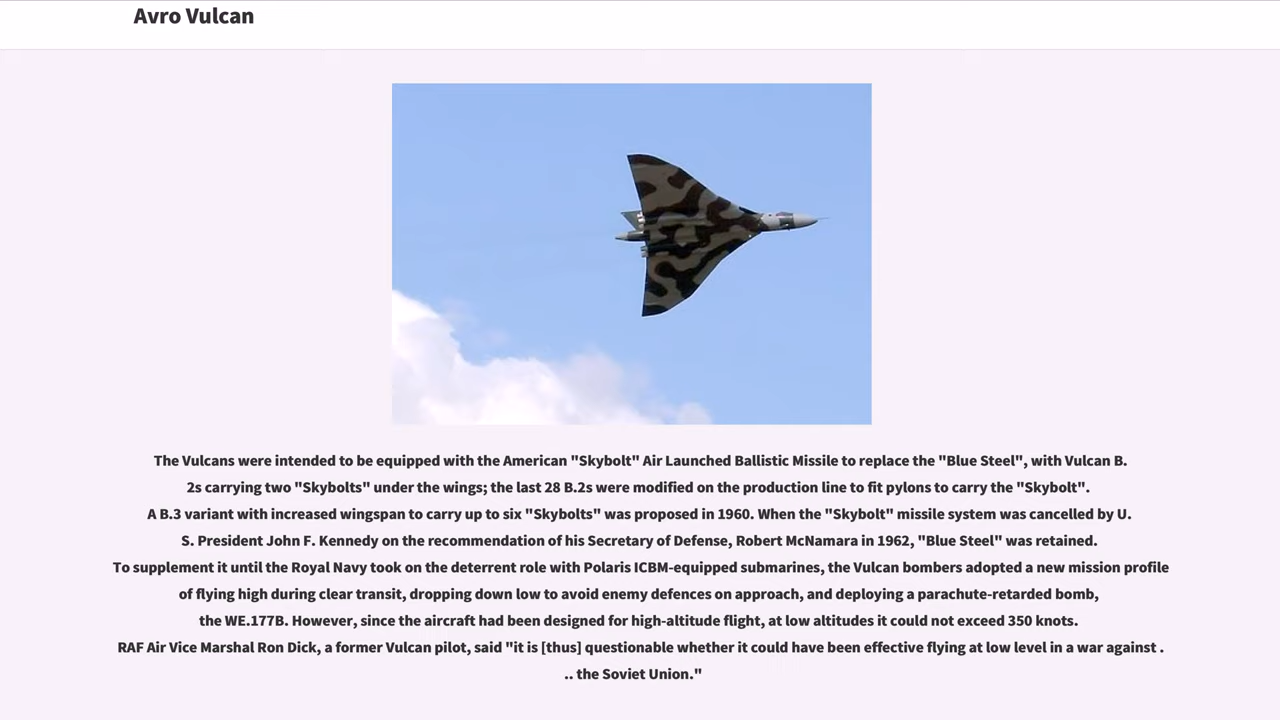 Avro Vulcan
The Vulcans were intended to be equipped with the American "Skybolt" Air Launched Ballistic Missile to replace the "Blue Steel", with Vulcan B.
2s carrying two "Skybolts" under the wings; the last 28 B.2s were modified on the production line to fit pylons to carry the "Skybolt".
A B.3 variant with increased wingspan to carry up to six "Skybolts" was proposed in 1960. When the "Skybolt" missile system was cancelled by U.
S. President John F. Kennedy on the recommendation of his Secretary of Defense, Robert McNamara in 1962, "Blue Steel" was retained.
To supplement it until the Royal Navy took on the deterrent role with Polaris ICBM-equipped submarines, the Vulcan bombers adopted a new mission profile
of flying high during clear transit, dropping down low to avoid enemy defences on approach, and deploying a parachute-retarded bomb,
the WE.177B. However, since the aircraft had been designed for high-altitude flight, at low altitudes it could not exceed 350 knots.
RAF Air Vice Marshal Ron Dick, a former Vulcan pilot, said "it is [thus] questionable whether it could have been effective flying at low level in a war against .
.. the Soviet Union."